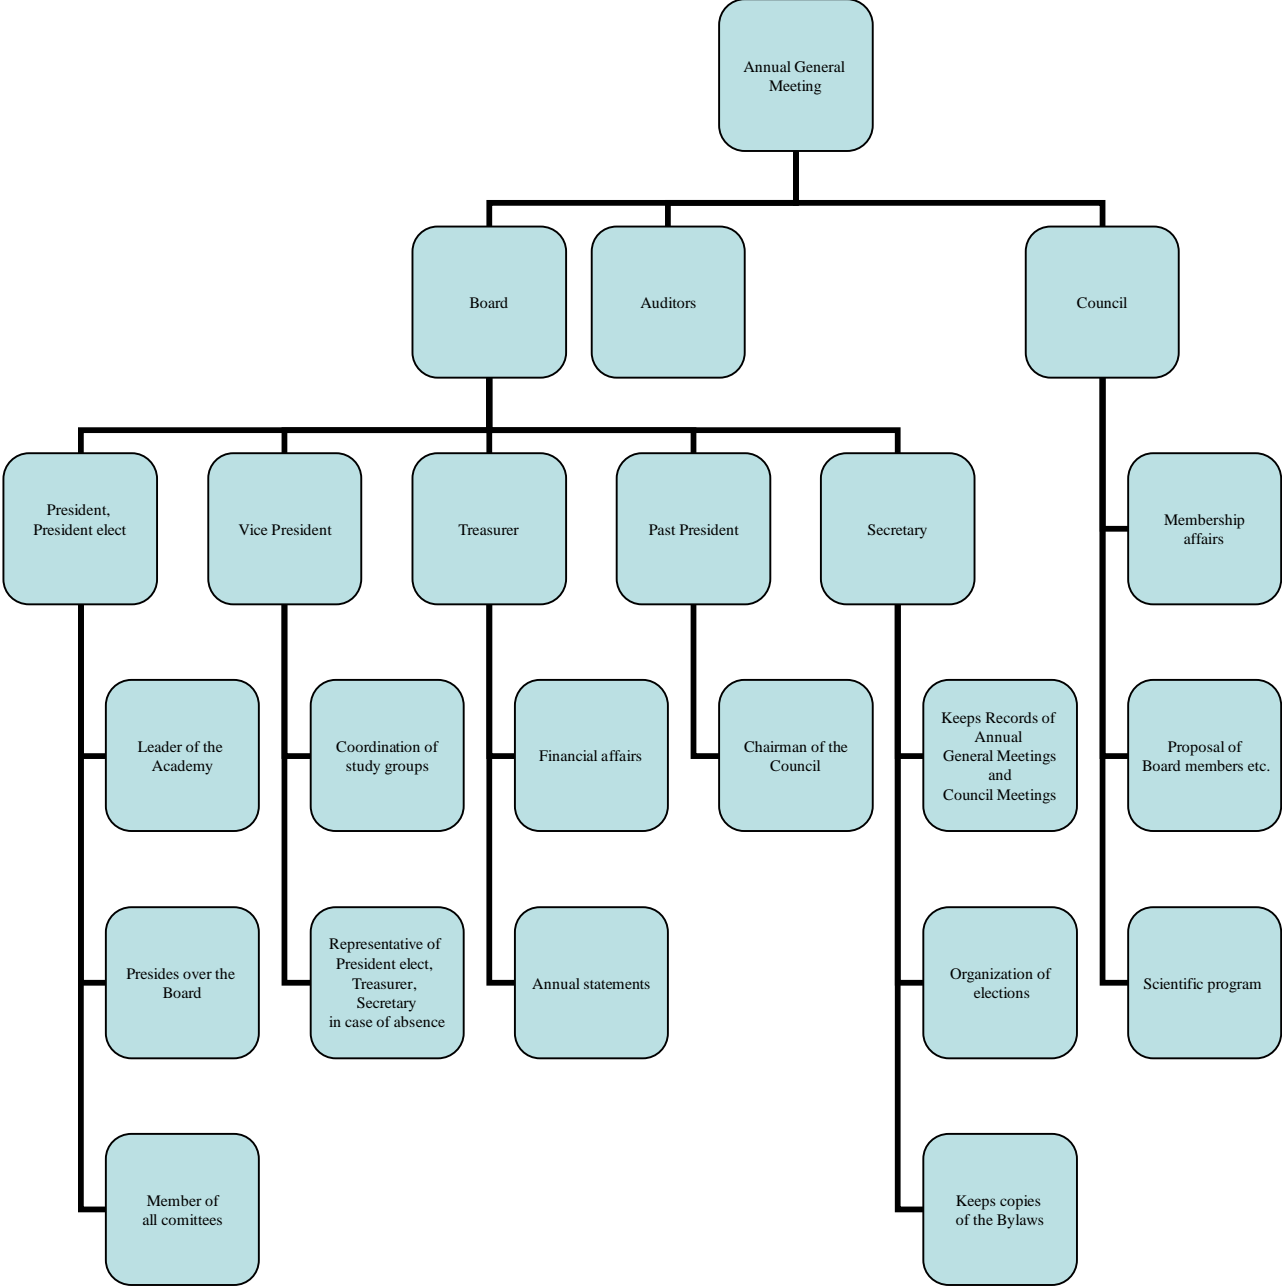 Annual General
Meeting
Board
Auditors
Council
President,
President elect
Vice President
Treasurer
Past President
Secretary
Membership
affairs
Leader of the
Academy
Coordination of
study groups
Financial affairs
Chairman of the
Council
Keeps Records of
Annual
General Meetings
and
Council Meetings
Proposal of
Board members etc.
Presides over the
Board
Representative of
President elect,
Treasurer,
Secretary
in case of absence
Annual statements
Organization of
elections
Scientific program
Member of
all comittees
Keeps copies
of the Bylaws